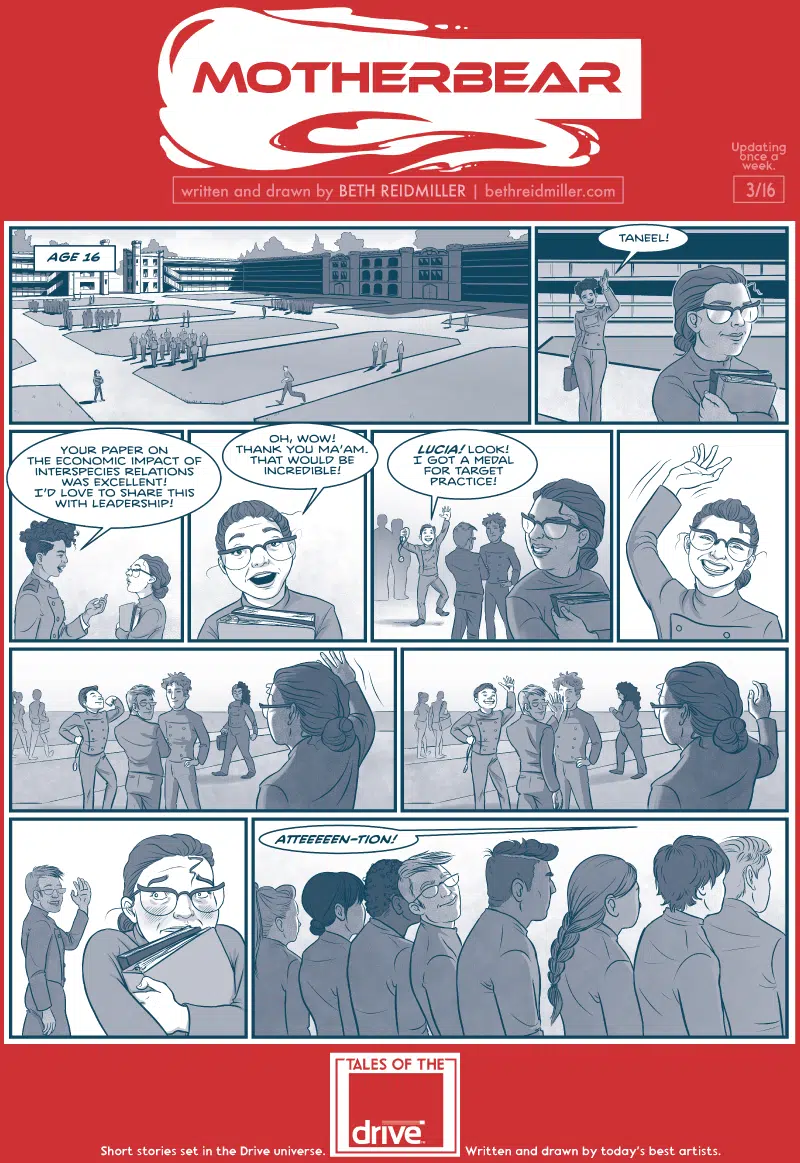 MOTHERBEAR
Updating
once a
week.
written and drawn by BETH REIDMILLER | bethreidmiller.com
3/16
AGE 16
TANEEL!
YOUR PAPER ON
THE ECONOMIC IMPACT OF
INTERSPECIES RELATIONS
WAS EXCELLENT!
I'D LOVE TO SHARE THIS
WITH LEADERSHIP!
OH, WOW!
THANK YOU MA'AM.
THAT WOULD BE
INCREDIBLE!
LUCIA! LOOK!
I GOT A MEDAL
FOR TARGET
PRACTICE!
ATTEEEEEN-TION!
TALES OF THE
drive
Short stories set in the Drive universe.
Written and drawn by today's best artists.